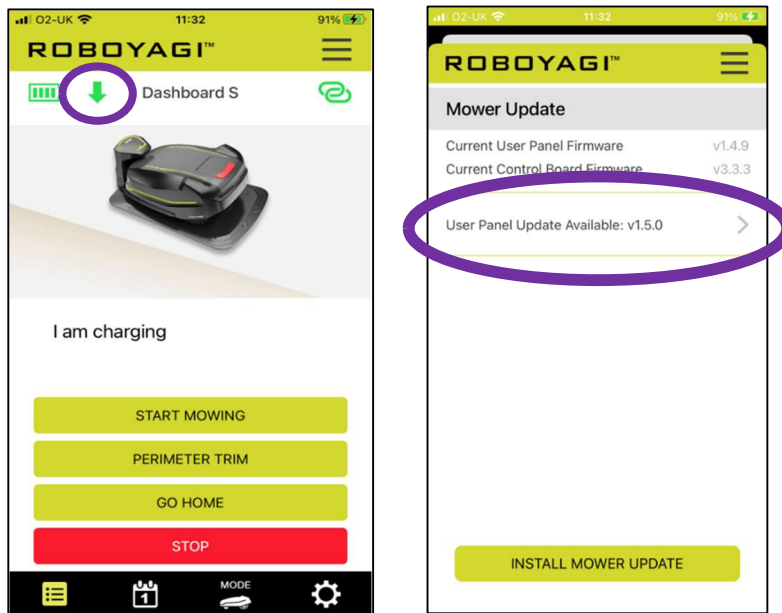 O2-UK 11:32 91%
ROBOYAGI™
Dashboard S
I am charging
START MOWING
PERIMETER TRIM
GO HOME
STOP
1
MODE
O2-UK 11:32 91%
ROBOYAGI™
Mower Update
Current User Panel Firmware v1.4.9
Current Control Board Firmware v3.3.3
User Panel Update Available: v1.5.0
INSTALL MOWER UPDATE